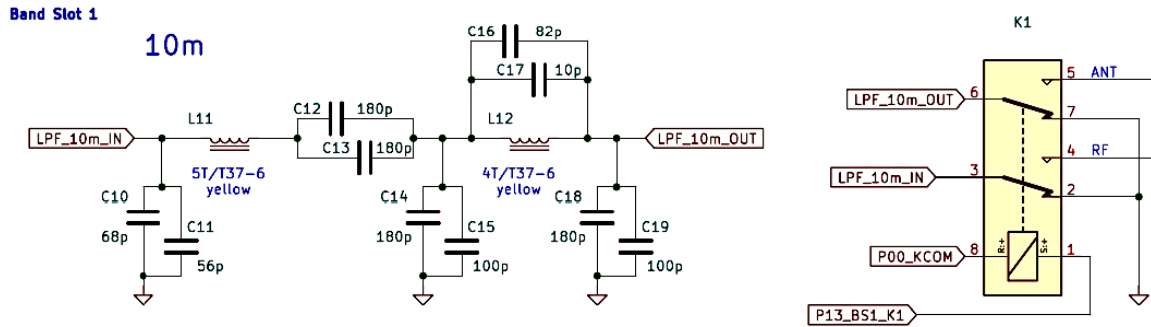 Band Slot 1
10m
LPF_10m_IN
L11
5T/T37-6
yellow
C10
68p
C11
56p
C12
180p
C13
180p
C14
180p
C15
100p
C16
82p
C17
10p
L12
4T/T37-6
yellow
C18
180p
C19
100p
LPF_10m_OUT
K1
5
ANT
LPF_10m_OUT
6
7
4
RF
LPF_10m_IN
3
2
P00_KCOM
8
R:+
S:+
1
P13_BS1_K1